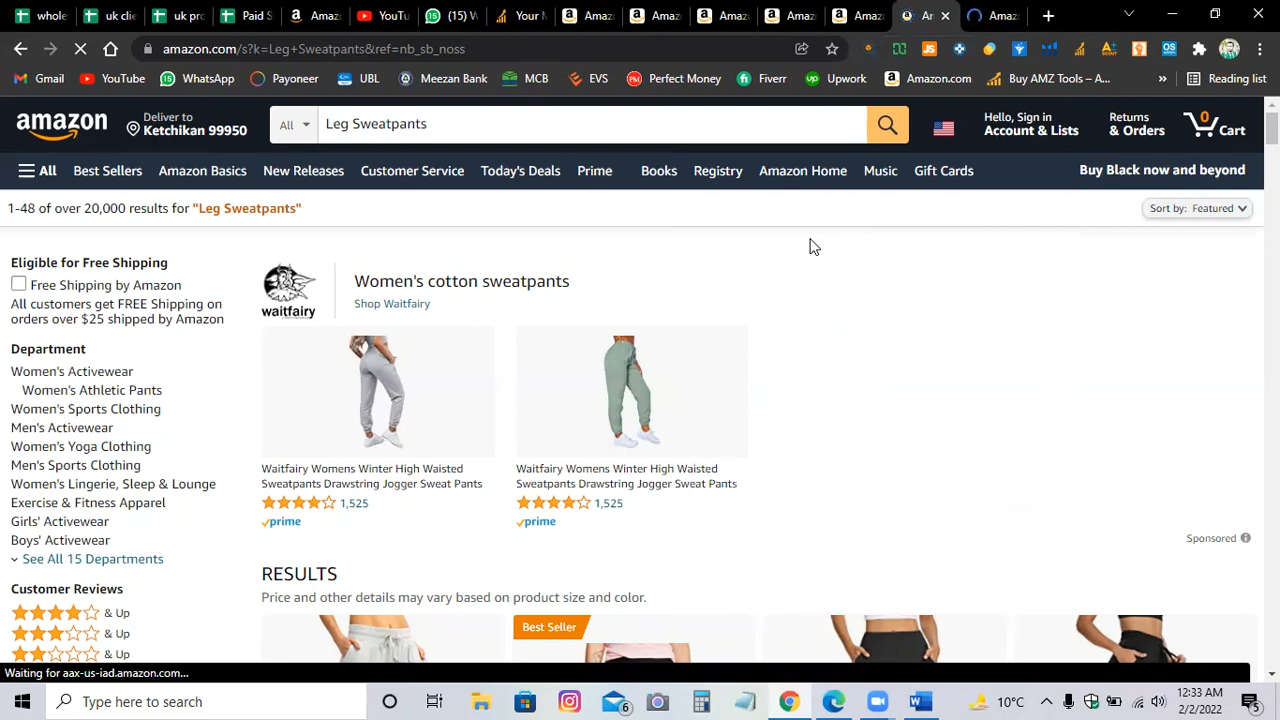 whole
uk clie
uk pro
Paid S
Amaz
YouTu
(15) W
Your N
Amaz
Amaz
Amaz
Amaz
Amaz
Am
Amaz
amazon.com/s?k=Leg+Sweatpants&ref=nb_sb_noss
Gmail
YouTube
WhatsApp
Payoneer
UBL
Meezan Bank
MCB
EVS
Perfect Money
Fiverr
Upwork
Amazon.com
Buy AMZ Tools – A...
»
Reading list
amazon
Deliver to
Ketchikan 99950
All
Leg Sweatpants
Hello, Sign in
Account & Lists
Returns
& Orders
0
Cart
All
Best Sellers
Amazon Basics
New Releases
Customer Service
Today's Deals
Prime
Books
Registry
Amazon Home
Music
Gift Cards
Buy Black now and beyond
1-48 of over 20,000 results for "Leg Sweatpants"
Sort by: Featured
Eligible for Free Shipping
Free Shipping by Amazon
All customers get FREE Shipping on
orders over $25 shipped by Amazon
Department
Women's Activewear
Women's Athletic Pants
Women's Sports Clothing
Men's Activewear
Women's Yoga Clothing
Men's Sports Clothing
Women's Lingerie, Sleep & Lounge
Exercise & Fitness Apparel
Girls' Activewear
Boys' Activewear
See All 15 Departments
Customer Reviews
& Up
& Up
& Up
waitfairy
Women's cotton sweatpants
Shop Waitfairy
Waitfairy Womens Winter High Waisted
Sweatpants Drawstring Jogger Sweat Pants
1,525
prime
Waitfairy Womens Winter High Waisted
Sweatpants Drawstring Jogger Sweat Pants
1,525
prime
Sponsored
RESULTS
Price and other details may vary based on product size and color.
Best Seller
Waiting for aax-us-iad.amazon.com...
Type here to search
6
10°C
12:33 AM
2/2/2022
5